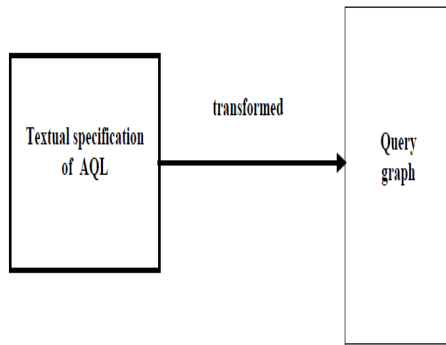 Textual specification
of AQL
transformed
Query
graph